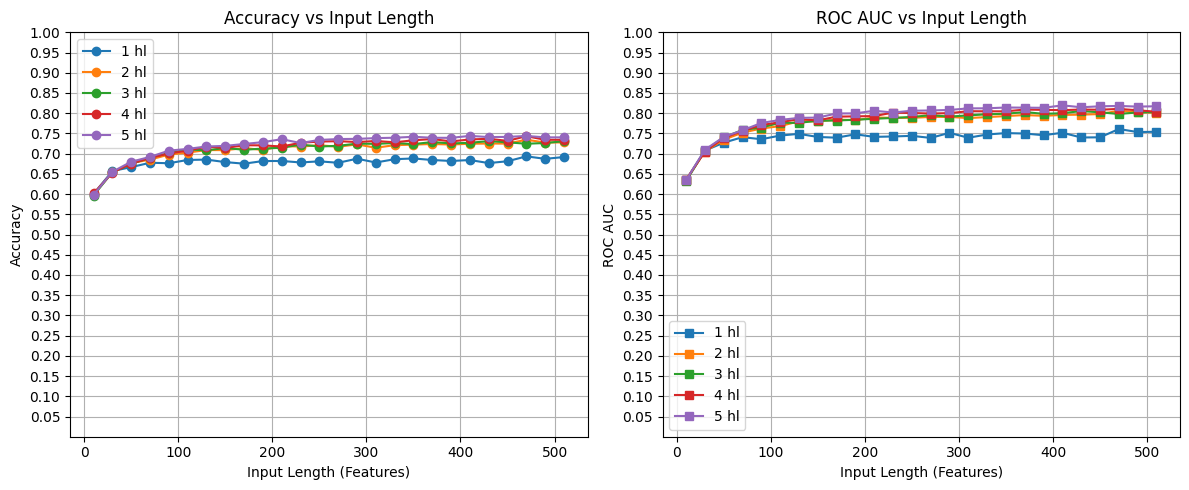 Accuracy vs Input Length
1.00
0.95
0.90
0.85
0.80
0.75
0.70
0.65
0.60
0.55
0.50
0.45
0.40
0.35
0.30
0.25
0.20
0.15
0.10
0.05
Accuracy
1 hl
2 hl
3 hl
4 hl
5 hl
0 100 200 300 400 500
Input Length (Features)
ROC AUC vs Input Length
1.00
0.95
0.90
0.85
0.80
0.75
0.70
0.65
0.60
0.55
0.50
0.45
0.40
0.35
0.30
0.25
0.20
0.15
0.10
0.05
ROC AUC
1 hl
2 hl
3 hl
4 hl
5 hl
0 100 200 300 400 500
Input Length (Features)